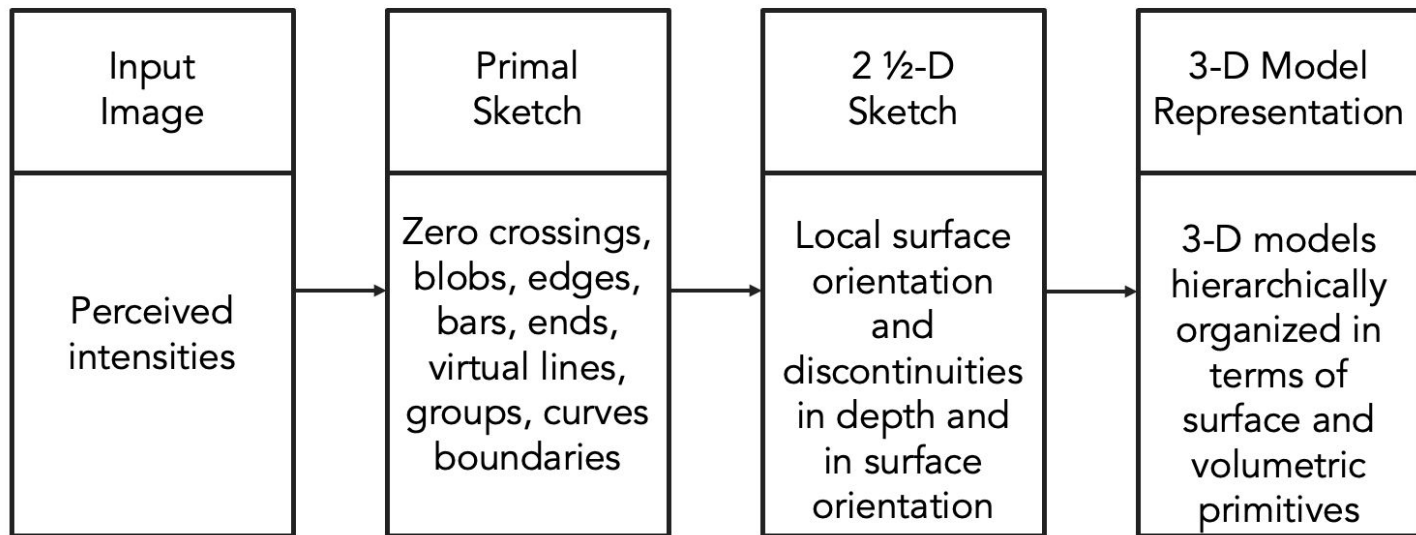 Input
Image
Primal
Sketch
2 ½-D
Sketch
3-D Model
Representation
Perceived
intensities
Zero crossings,
blobs, edges,
bars, ends,
virtual lines,
groups, curves
boundaries
Local surface
orientation
and
discontinuities
in depth and
in surface
orientation
3-D models
hierarchically
organized in
terms of
surface and
volumetric
primitives